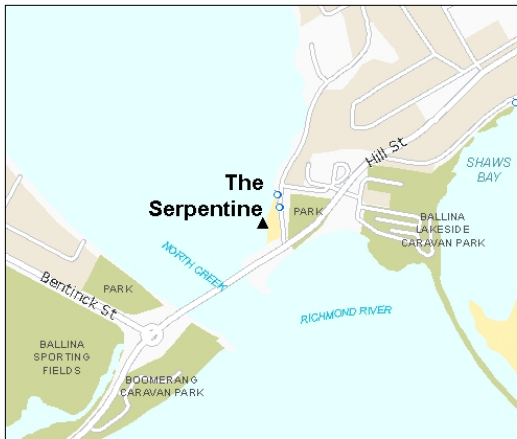 Hill St
SHAWS
BAY
The
Serpentine
PARK
BALLINA
LAKESIDE
CARAVAN PARK
NORTH CREEK
PARK
Bentinck St
RICHMOND RIVER
BALLINA
SPORTING
FIELDS
BOOMERANG
CARAVAN PARK